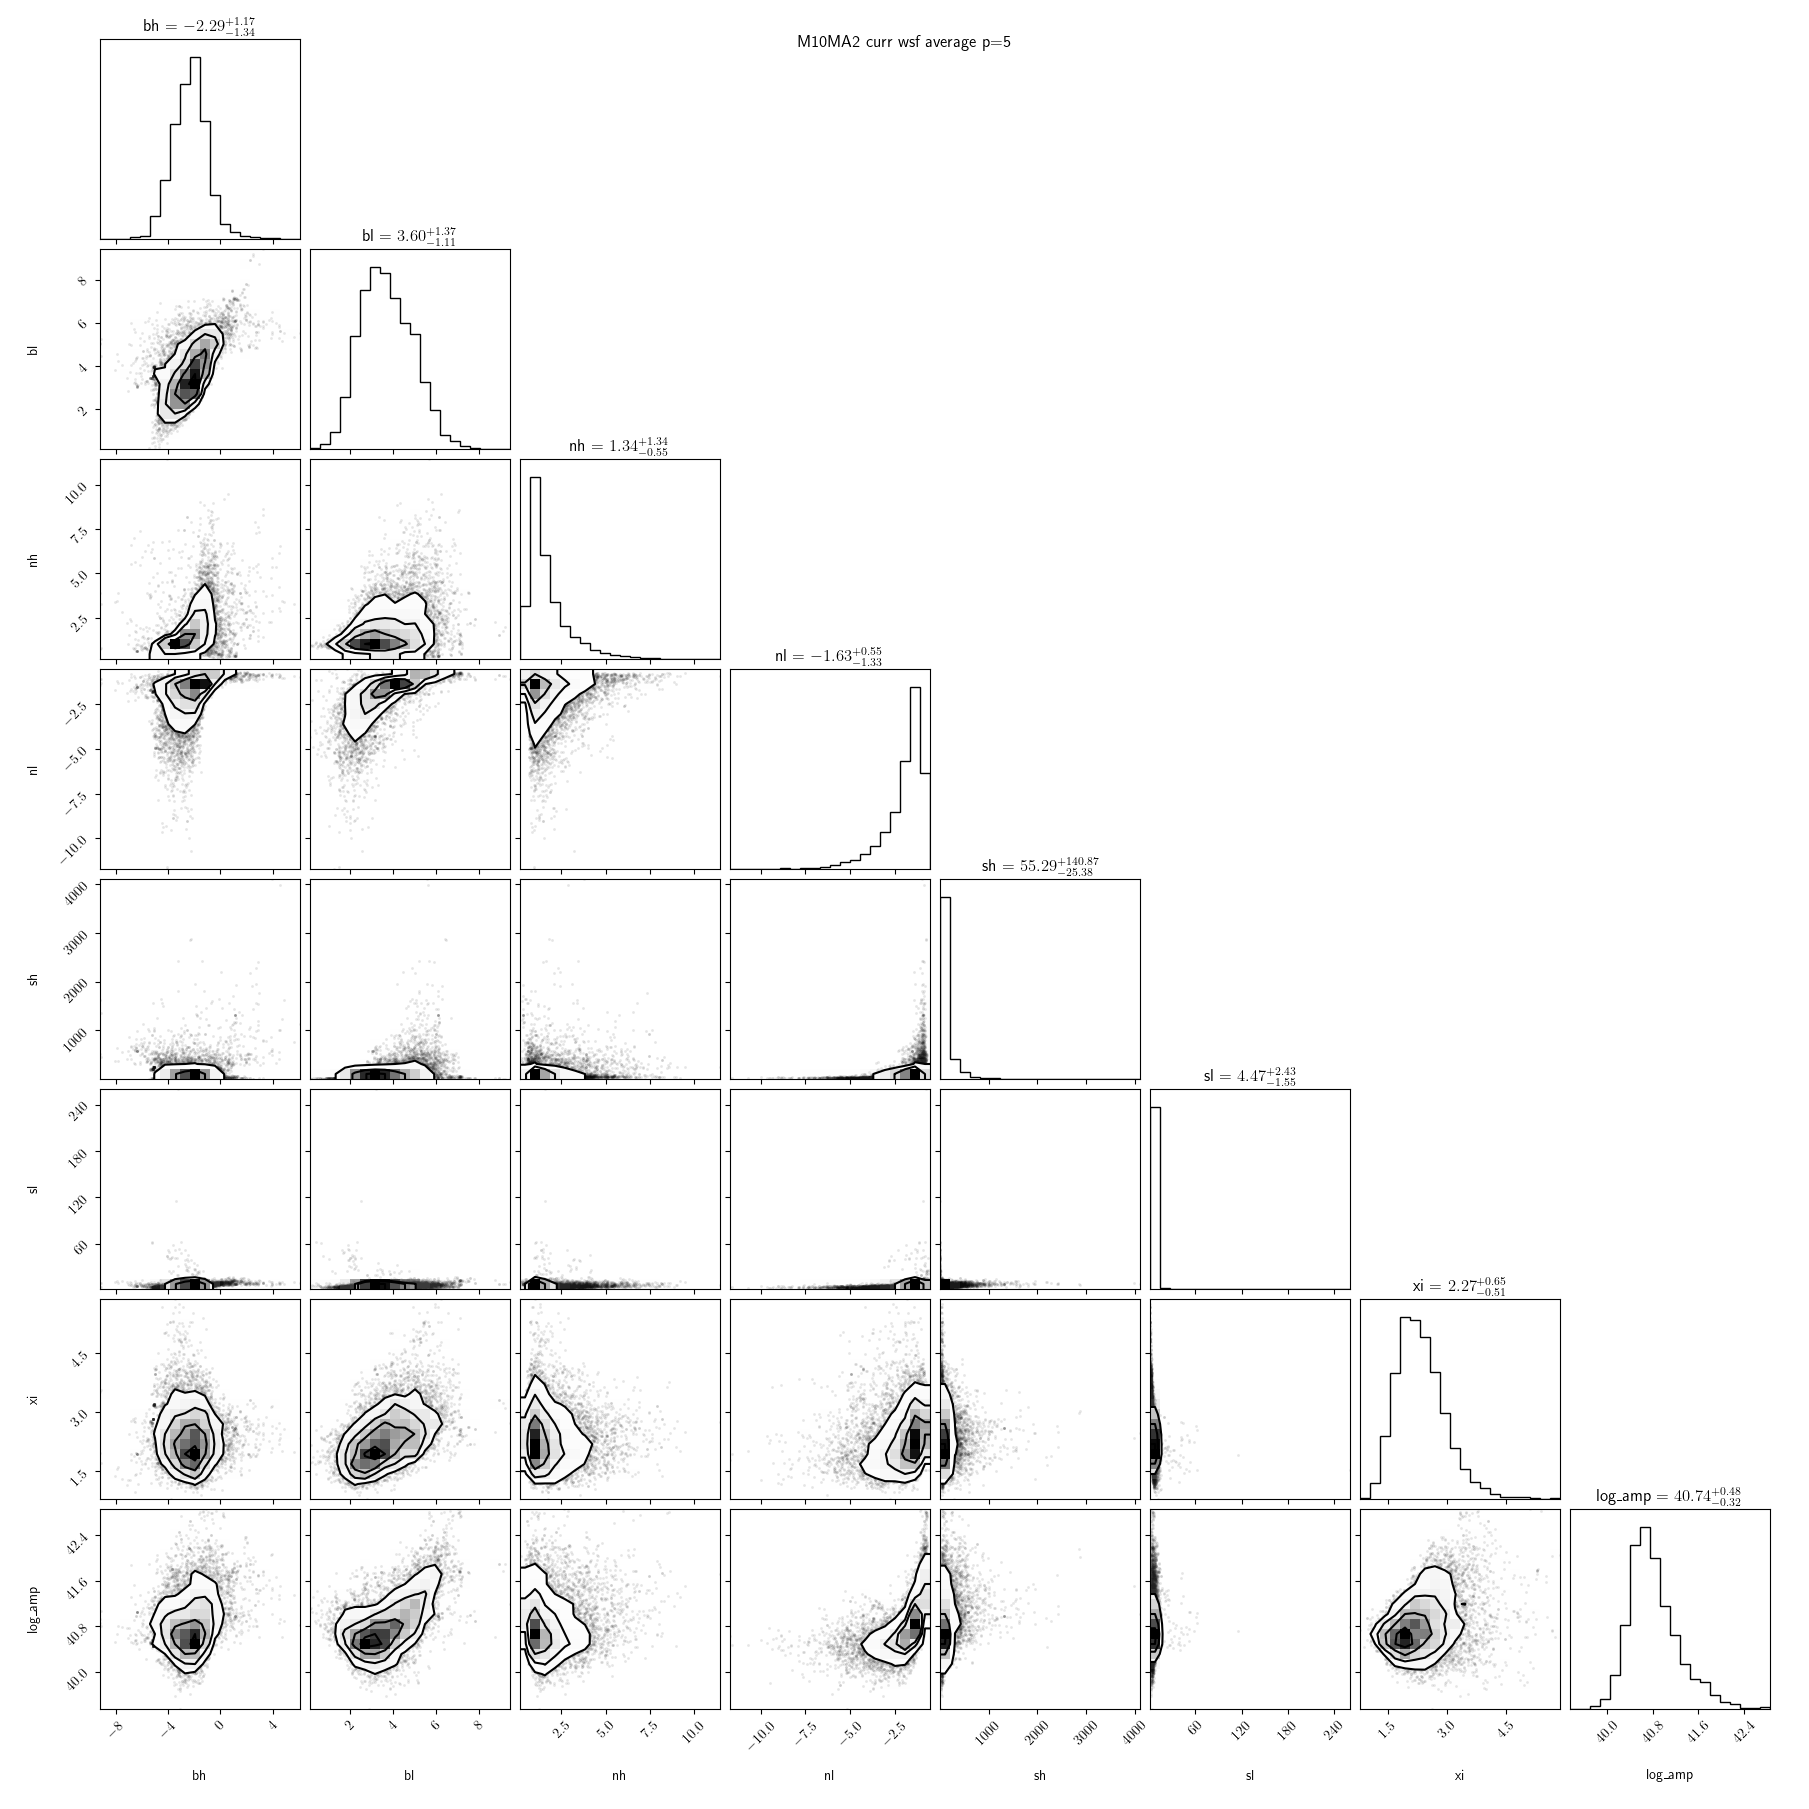 M10MA2 curr wsf average p=5
bh = −2.29+1.17 −1.34
bl = 3.60+1.37 −1.11
bl
8
6
4
2
nh = 1.34+1.34 −0.55
nh
10.0
7.5
5.0
2.5
nl = −1.63+0.55 −1.33
nl
−2.5
−5.0
−7.5
−10.0
sh = 55.29+140.87 −25.38
sh
4000
3000
2000
1000
sl = 4.47+2.43 −1.55
sl
240
180
120
60
xi = 2.27+0.65 −0.51
xi
4.5
3.0
1.5
log_amp = 40.74+0.48 −0.32
log_amp
42.4
41.6
40.8
40.0
−8 −4 0 4
2 4 6 8
2.5 5.0 7.5 10.0
−10.0 −7.5 −5.0 −2.5
1000 2000 3000 4000
60 120 180 240
1.5 3.0 4.5
40.0 40.8 41.6 42.4
bh bl nh nl sh sl xi log_amp